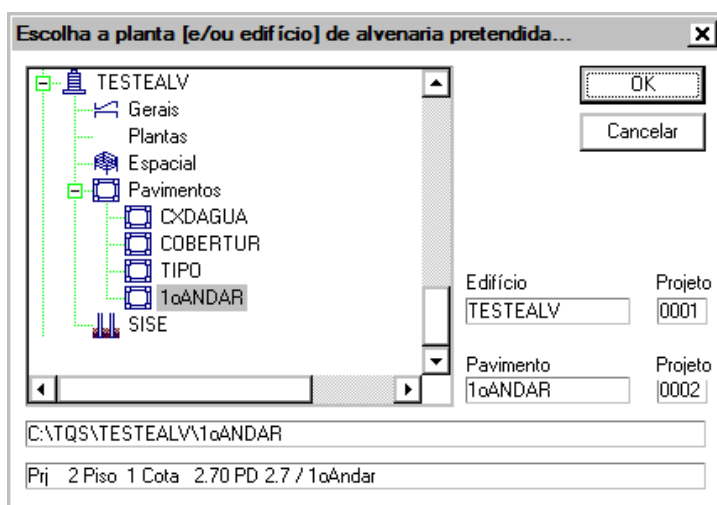 Escolha a planta [e/ou edifício] de alvenaria pretendida...
TESTEALV
Gerais
Plantas
Espacial
Pavimentos
CXDAGUA
COBERTUR
TIPO
1oANDAR
SISE
OK
Cancelar
Edifício Projeto
TESTEALV 0001
Pavimento Projeto
1oANDAR 0002
C:\TQS\TESTEALV\1oANDAR
Prj 2 Piso 1 Cota 2.70 PD 2.7 / 1oAndar